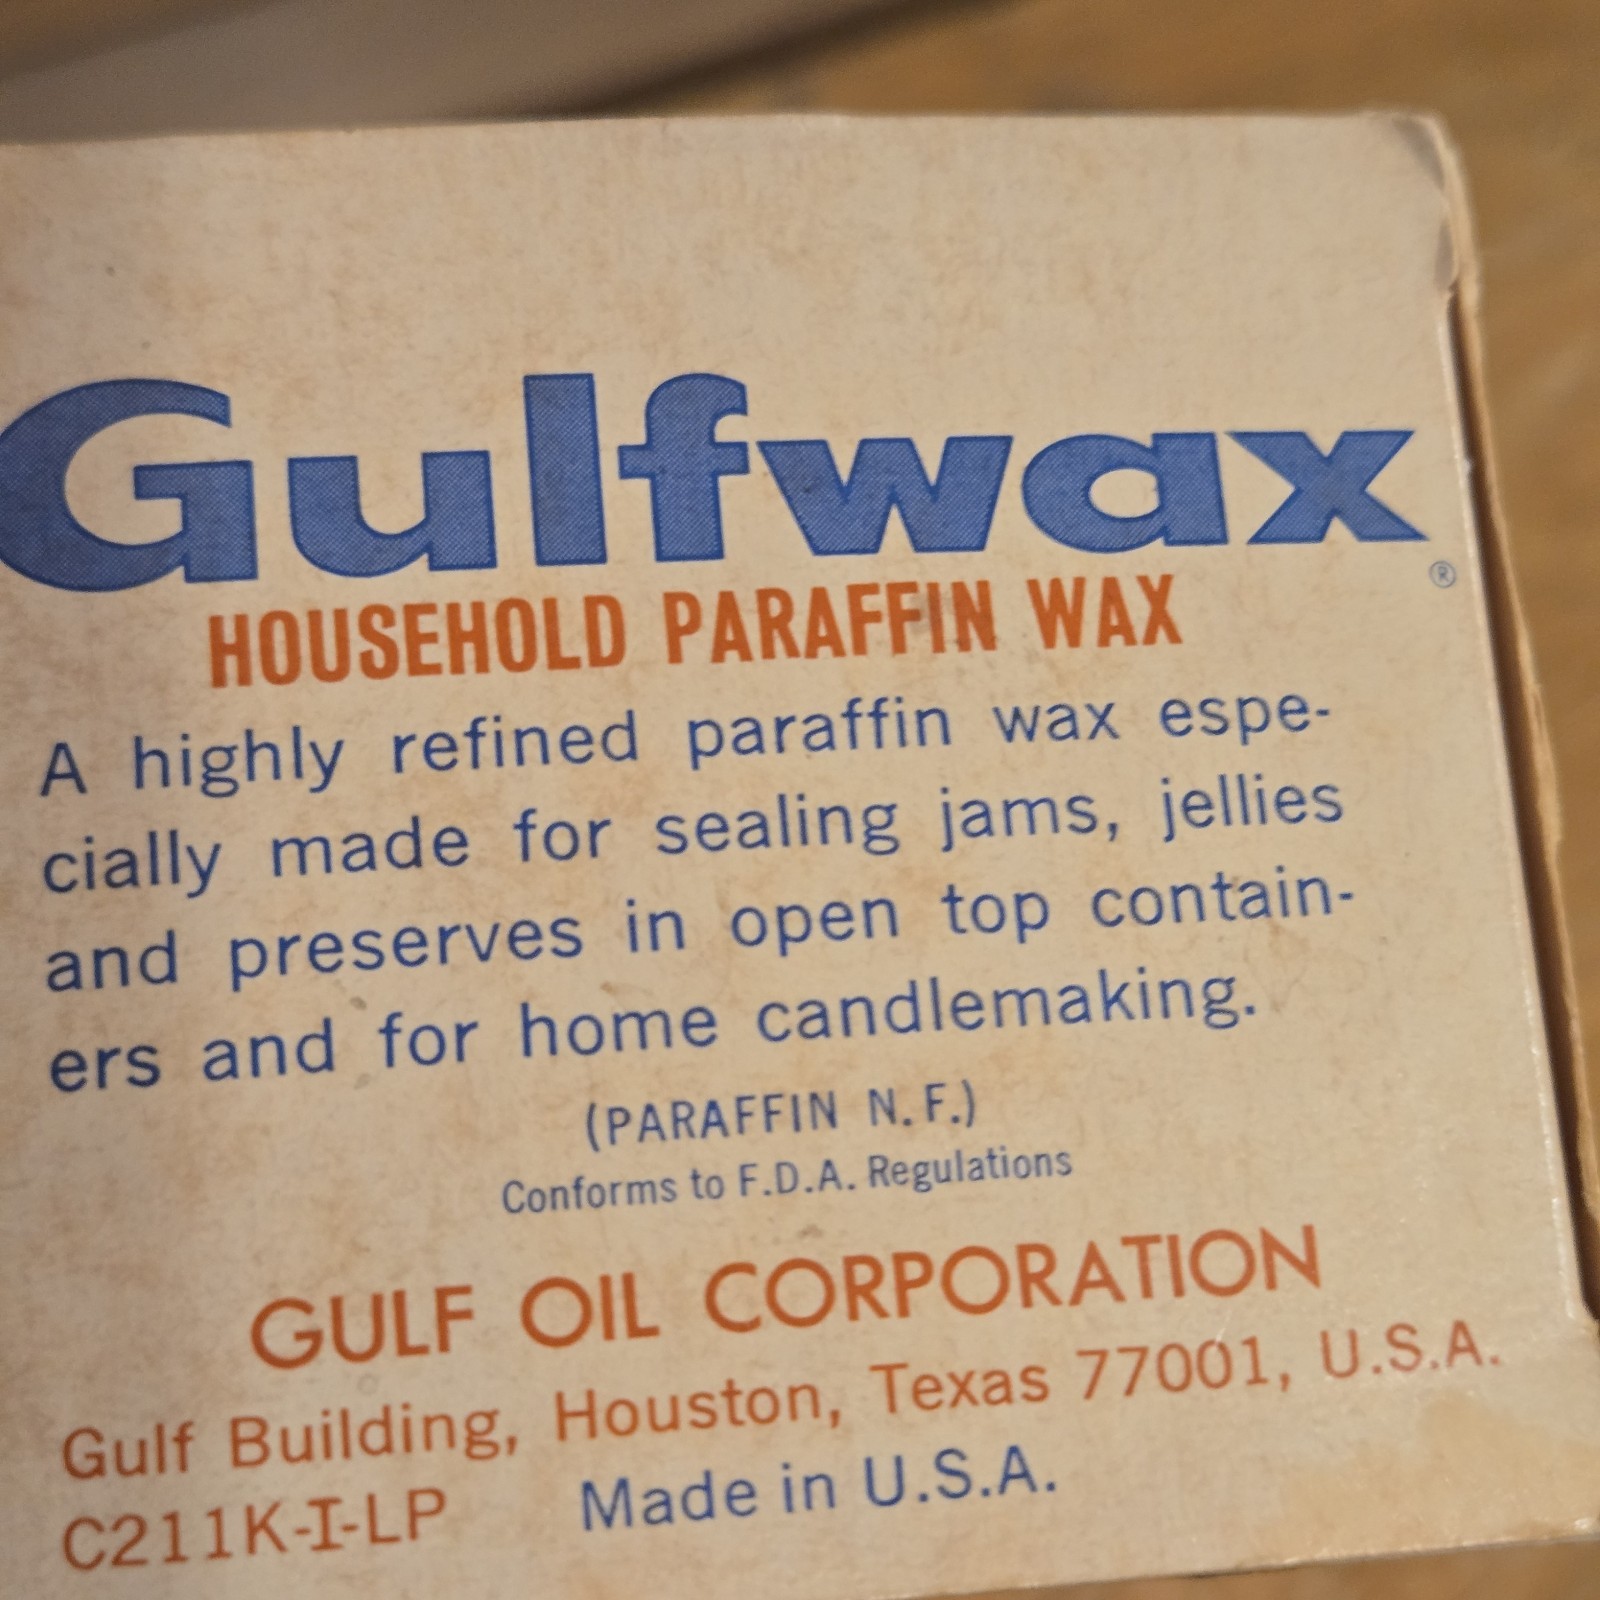 Gulfwax®
HOUSEHOLD PARAFFIN WAX
A highly refined paraffin wax espe-
cially made for sealing jams, jellies
and preserves in open top contain-
ers and for home candlemaking.
(PARAFFIN N.F.)
Conforms to F.D.A. Regulations
GULF OIL CORPORATION
Gulf Building, Houston, Texas 77001, U.S.A.
C211K-I-LP Made in U.S.A.